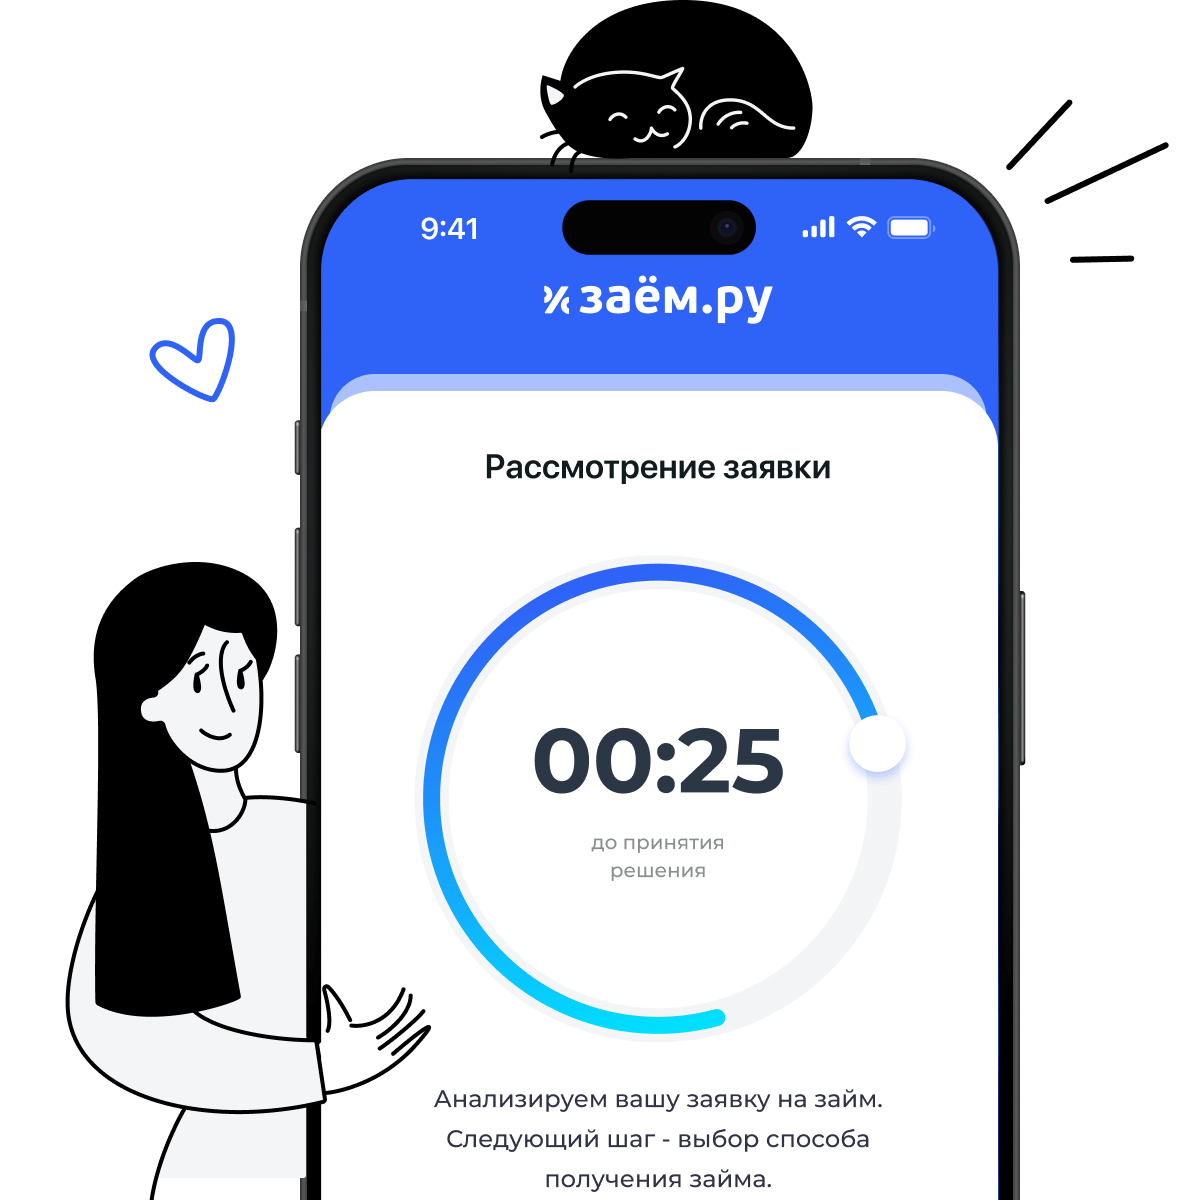 9:41
заём.ру
Рассмотрение заявки
00:25
до принятия
решения
Анализируем вашу заявку на займ.
Следующий шаг - выбор способа
получения займа.